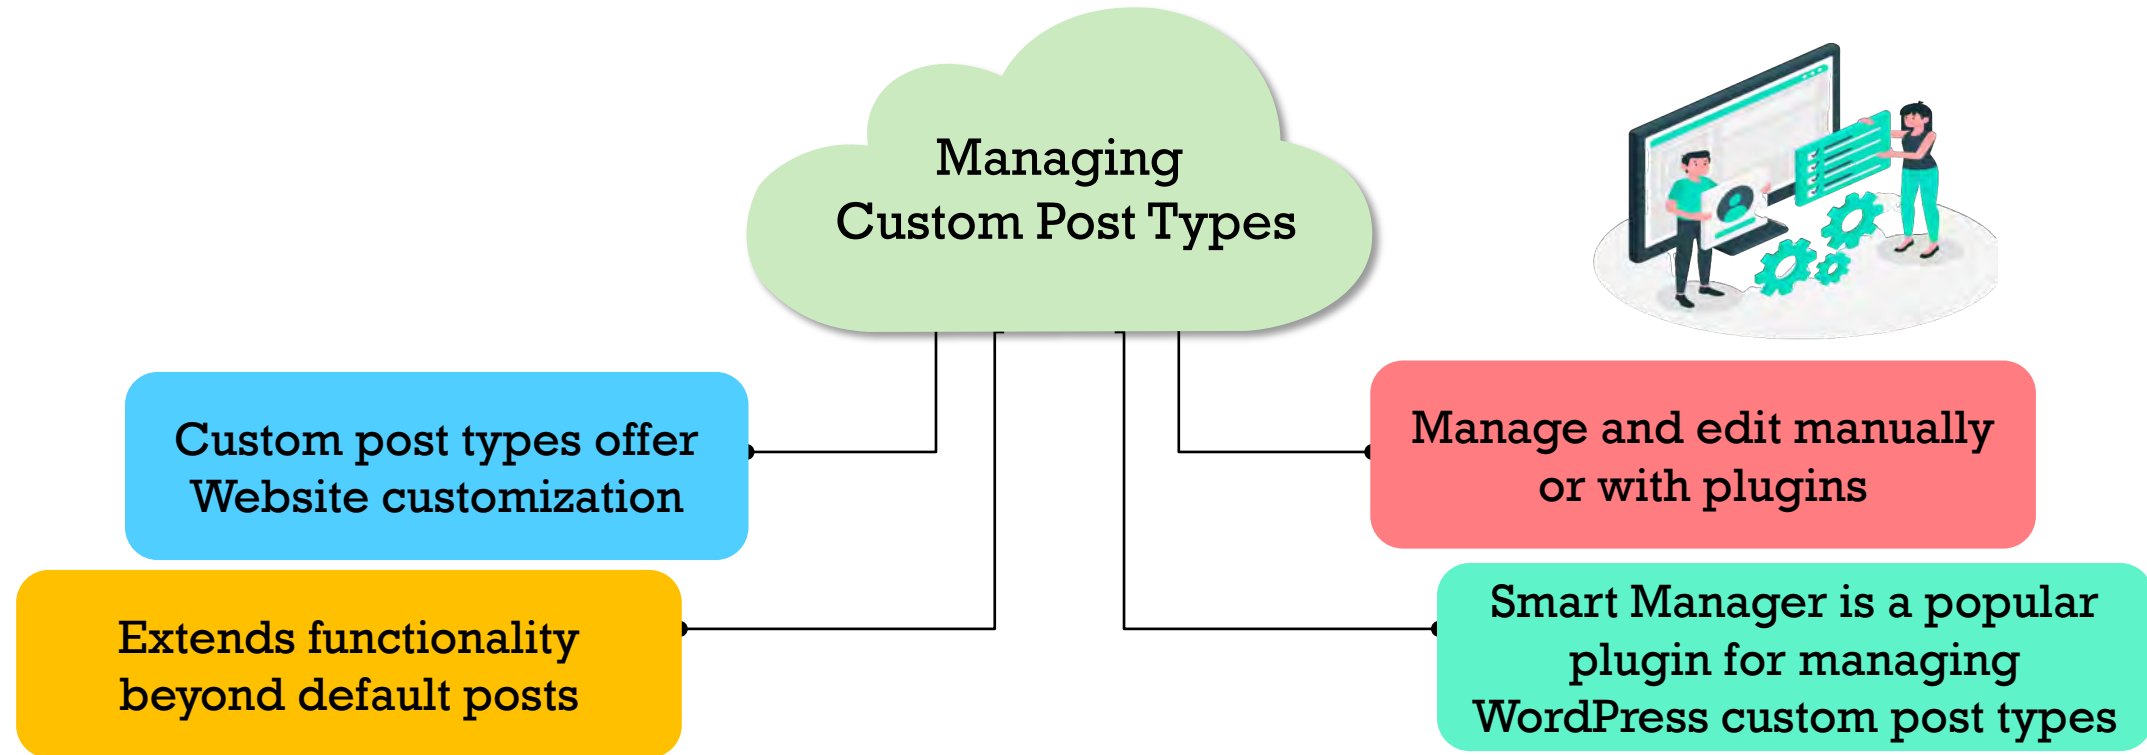 Managing
Custom Post Types
Custom post types offer
Website customization
Extends functionality
beyond default posts
Manage and edit manually
or with plugins
Smart Manager is a popular
plugin for managing
WordPress custom post types